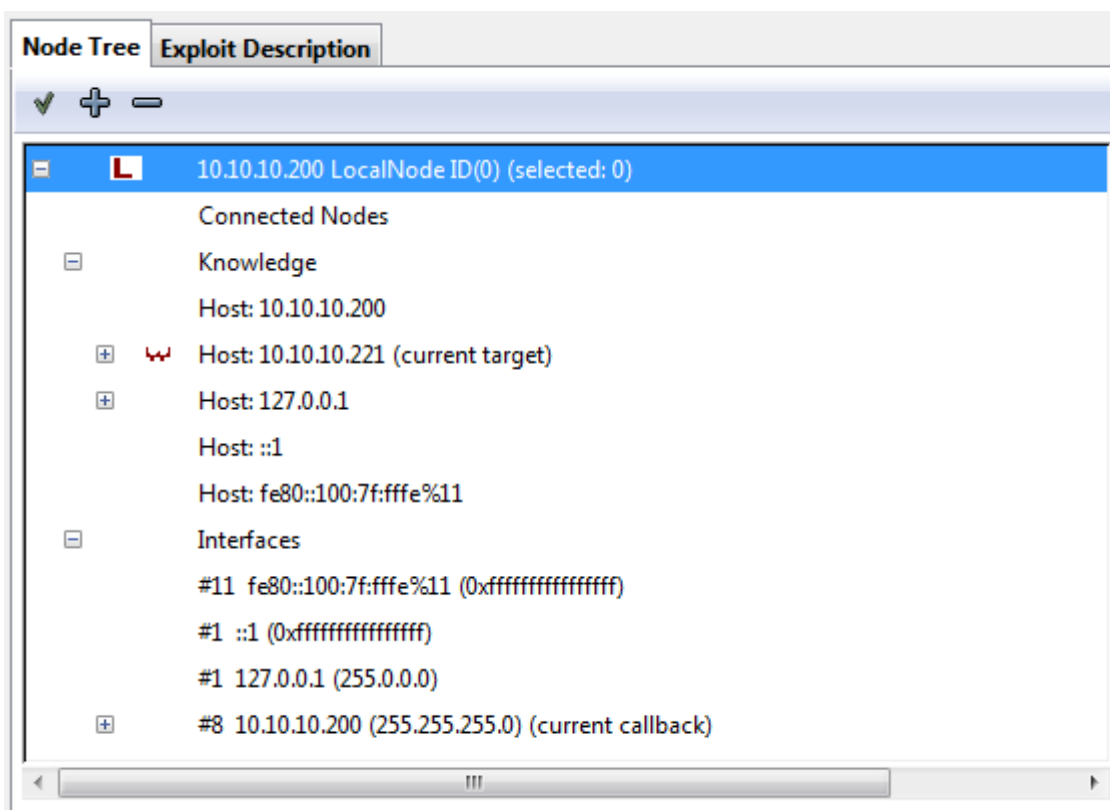 Node Tree Exploit Description
L 10.10.10.200 LocalNode ID(0) (selected: 0)
Connected Nodes
Knowledge
Host: 10.10.10.200
Host: 10.10.10.221 (current target)
Host: 127.0.0.1
Host: ::1
Host: fe80::100:7f:fffe%11
Interfaces
#11 fe80::100:7f:fffe%11 (0xffffffffffffffff)
#1 ::1 (0xffffffffffffffff)
#1 127.0.0.1 (255.0.0.0)
#8 10.10.10.200 (255.255.255.0) (current callback)